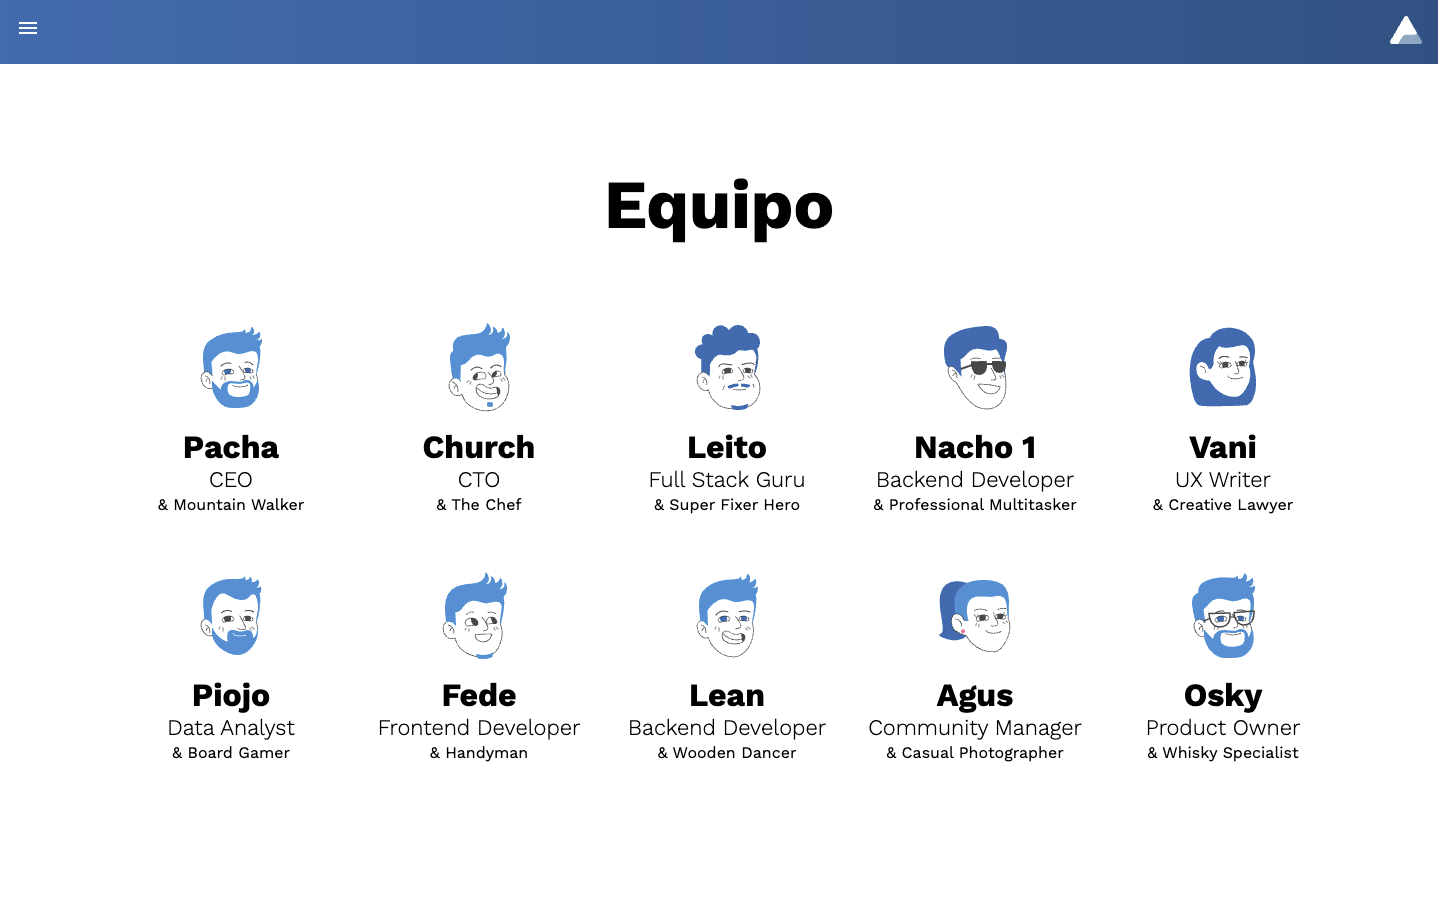 Equipo
Pacha
CEO
& Mountain Walker
Church
CTO
& The Chef
Leito
Full Stack Guru
& Super Fixer Hero
Nacho 1
Backend Developer
& Professional Multitasker
Vani
UX Writer
& Creative Lawyer
Piojo
Data Analyst
& Board Gamer
Fede
Frontend Developer
& Handyman
Lean
Backend Developer
& Wooden Dancer
Agus
Community Manager
& Casual Photographer
Osky
Product Owner
& Whisky Specialist